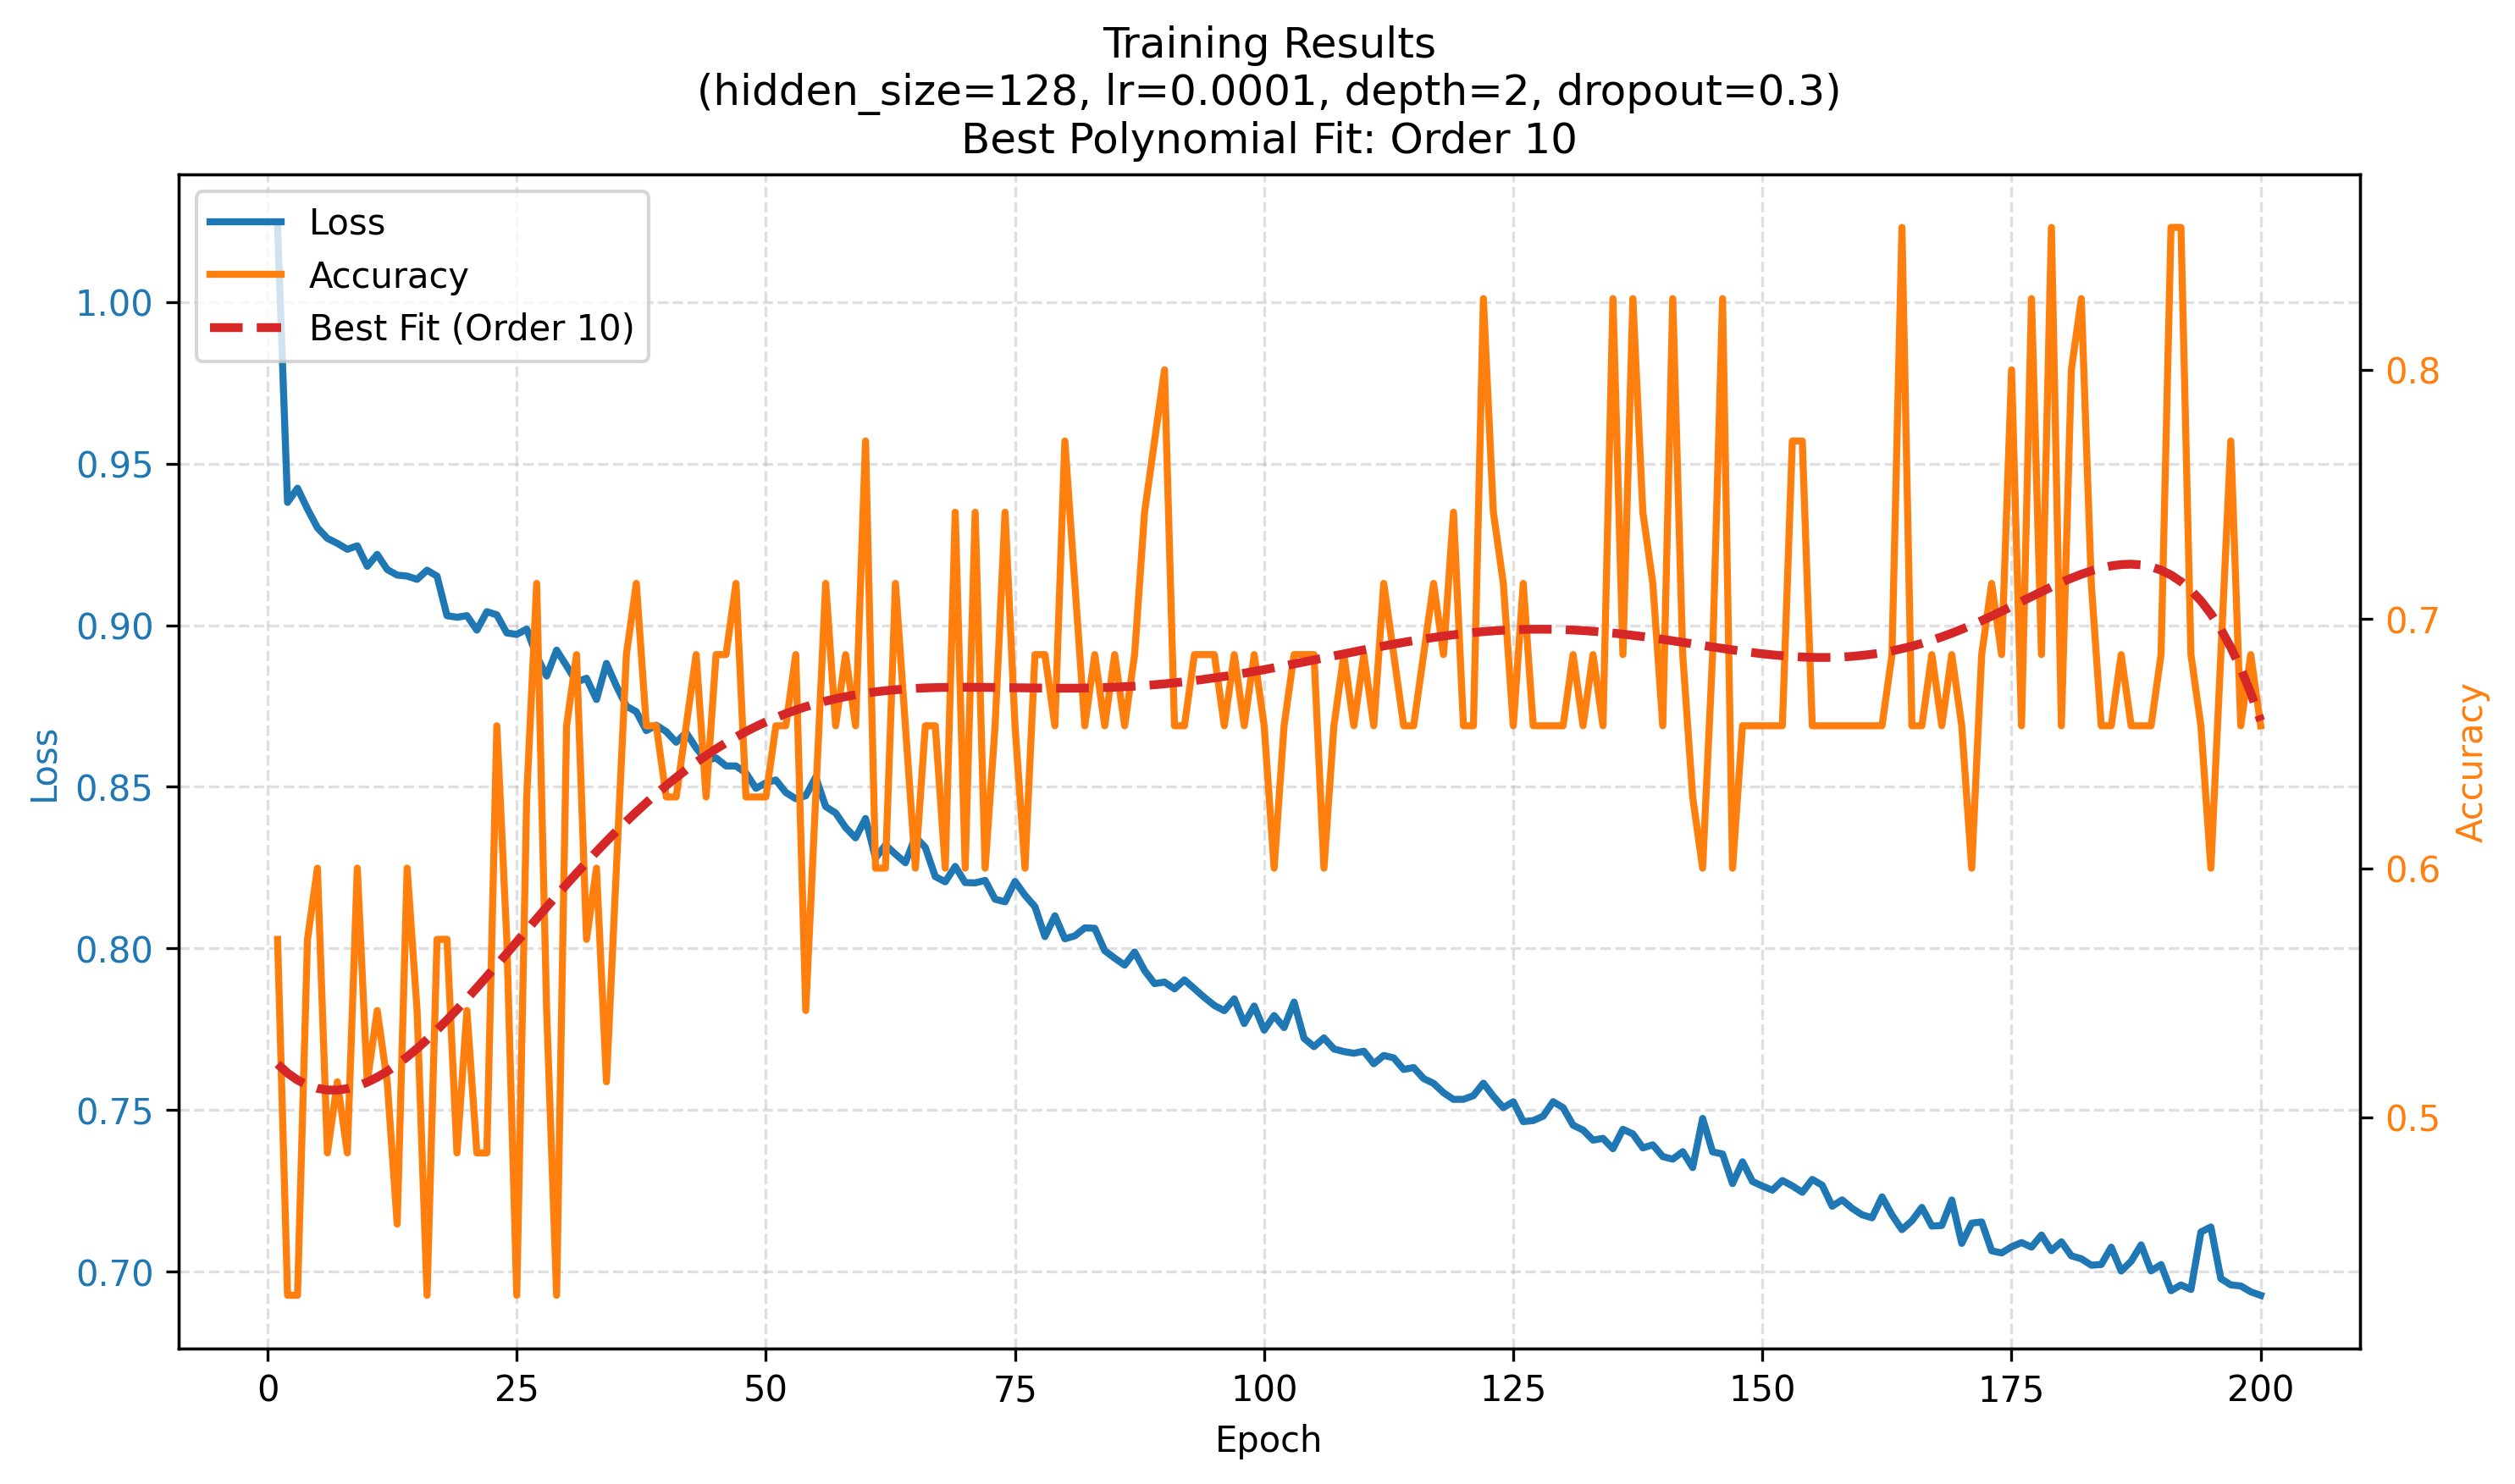 Training Results
(hidden_size=128, lr=0.0001, depth=2, dropout=0.3)
Best Polynomial Fit: Order 10
Loss
Accuracy
Best Fit (Order 10)
1.00
0.95
0.90
0.85
0.80
0.75
0.70
Loss
0.8
0.7
0.6
0.5
Accuracy
0 25 50 75 100 125 150 175 200
Epoch